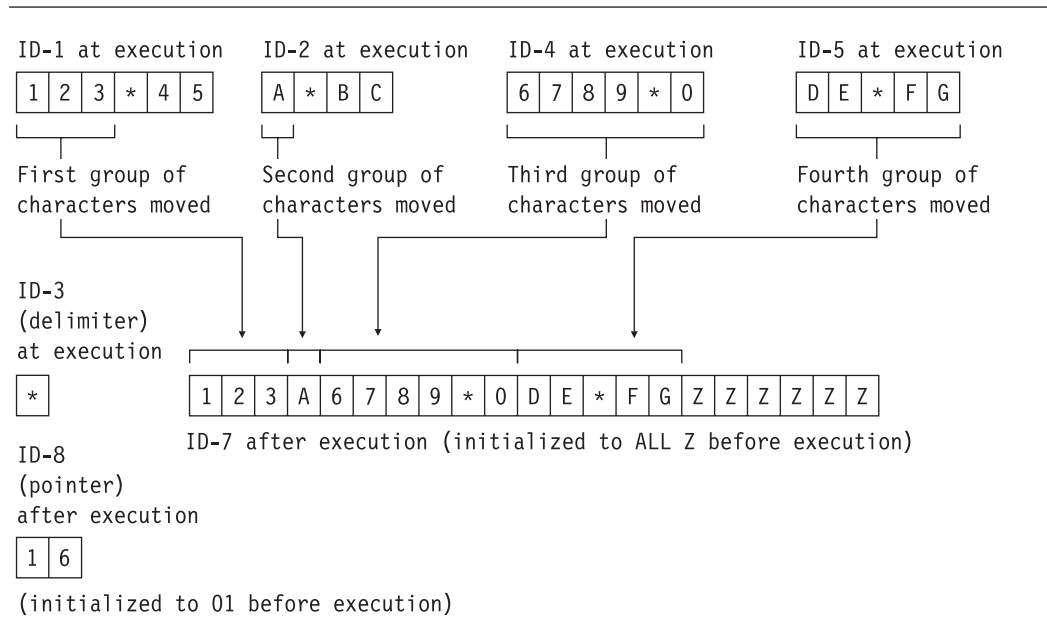 ID-1 at execution ID-2 at execution ID-4 at execution ID-5 at execution
1 2 3 * 4 5 A * B C 6 7 8 9 * 0 D E * F G
First group of Second group of Third group of Fourth group of
characters moved characters moved characters moved characters moved
ID-3
(delimiter)
at execution
* 1 2 3 A 6 7 8 9 * 0 D E * F G Z Z Z Z Z Z
ID-7 after execution (initialized to ALL Z before execution)
ID-8
(pointer)
after execution
1 6
(initialized to 01 before execution)